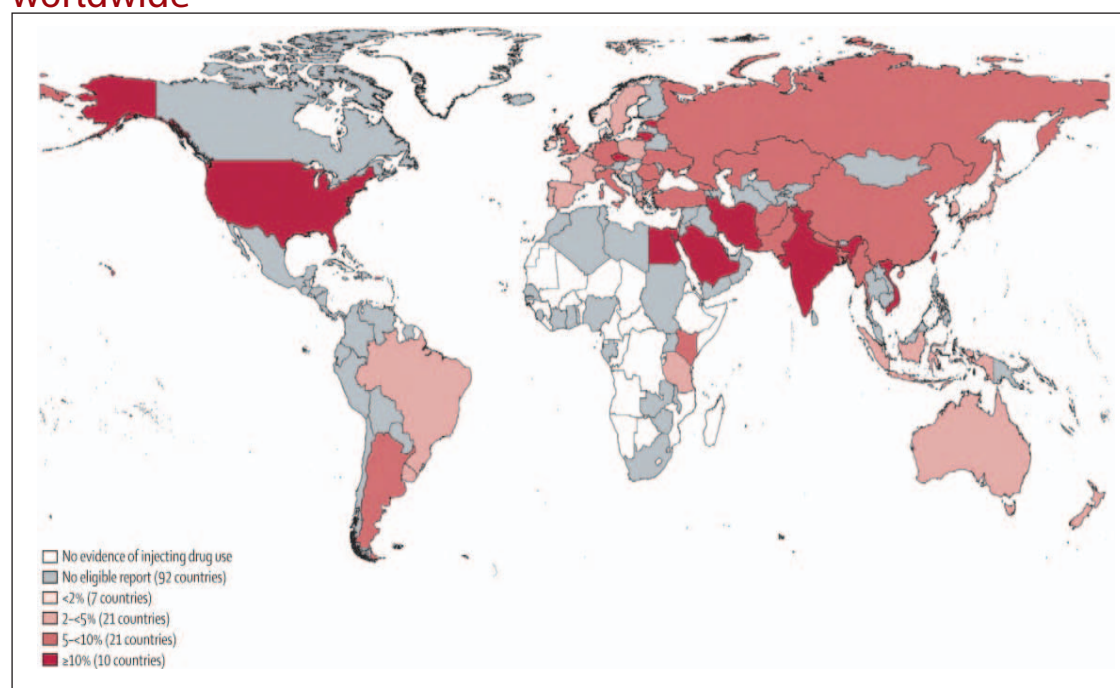 worldwide
No evidence of injecting drug use
No eligible report (92 countries)
<2% (7 countries)
2–<5% (21 countries)
5–<10% (21 countries)
≥10% (10 countries)